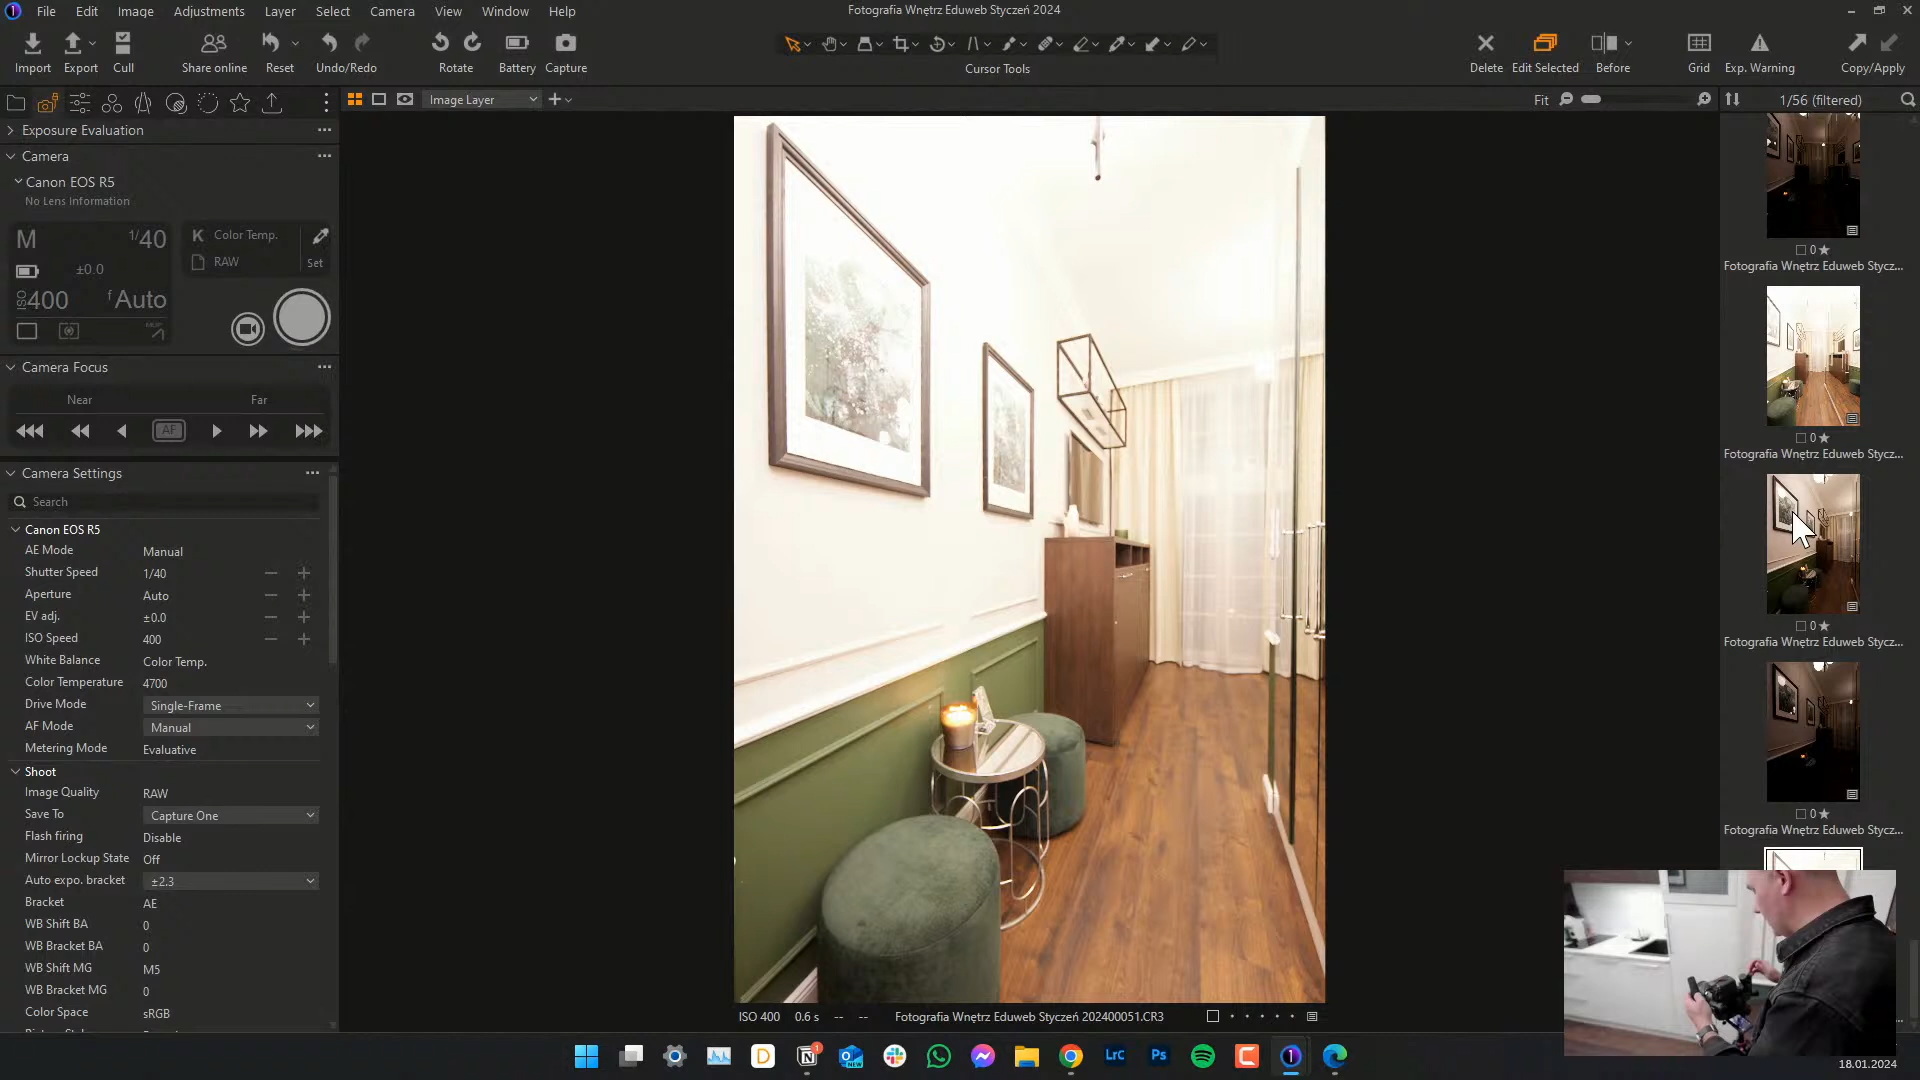 File Edit Image Adjustments Layer Select Camera View Window Help
Fotografia Wnętrz Eduweb Styczeń 2024
Import Export Cull Share online Reset Undo/Redo Rotate Battery Capture
Cursor Tools
Delete Edit Selected Before Grid Exp. Warning Copy/Apply
Image Layer
Fit
1/56 (filtered)
Exposure Evaluation
Camera
Canon EOS R5
No Lens Information
M 1/40
K Color Temp.
±0.0
RAW
Set
ISO 400 f Auto
Camera Focus
Near Far
AF
Camera Settings
Search
Canon EOS R5
AE Mode Manual
Shutter Speed 1/40
Aperture Auto
EV adj. ±0.0
ISO Speed 400
White Balance Color Temp.
Color Temperature 4700
Drive Mode Single-Frame
AF Mode Manual
Metering Mode Evaluative
Shoot
Image Quality RAW
Save To Capture One
Flash firing Disable
Mirror Lockup State Off
Auto expo. bracket ±2.3
Bracket AE
WB Shift BA 0
WB Bracket BA 0
WB Shift MG M5
WB Bracket MG 0
Color Space sRGB
0
Fotografia Wnętrz Eduweb Stycz...
0
Fotografia Wnętrz Eduweb Stycz...
0
Fotografia Wnętrz Eduweb Stycz...
0
Fotografia Wnętrz Eduweb Stycz...
ISO 400 0.6 s -- -- Fotografia Wnętrz Eduweb Styczeń 202400051.CR3
LrC Ps
18.01.2024